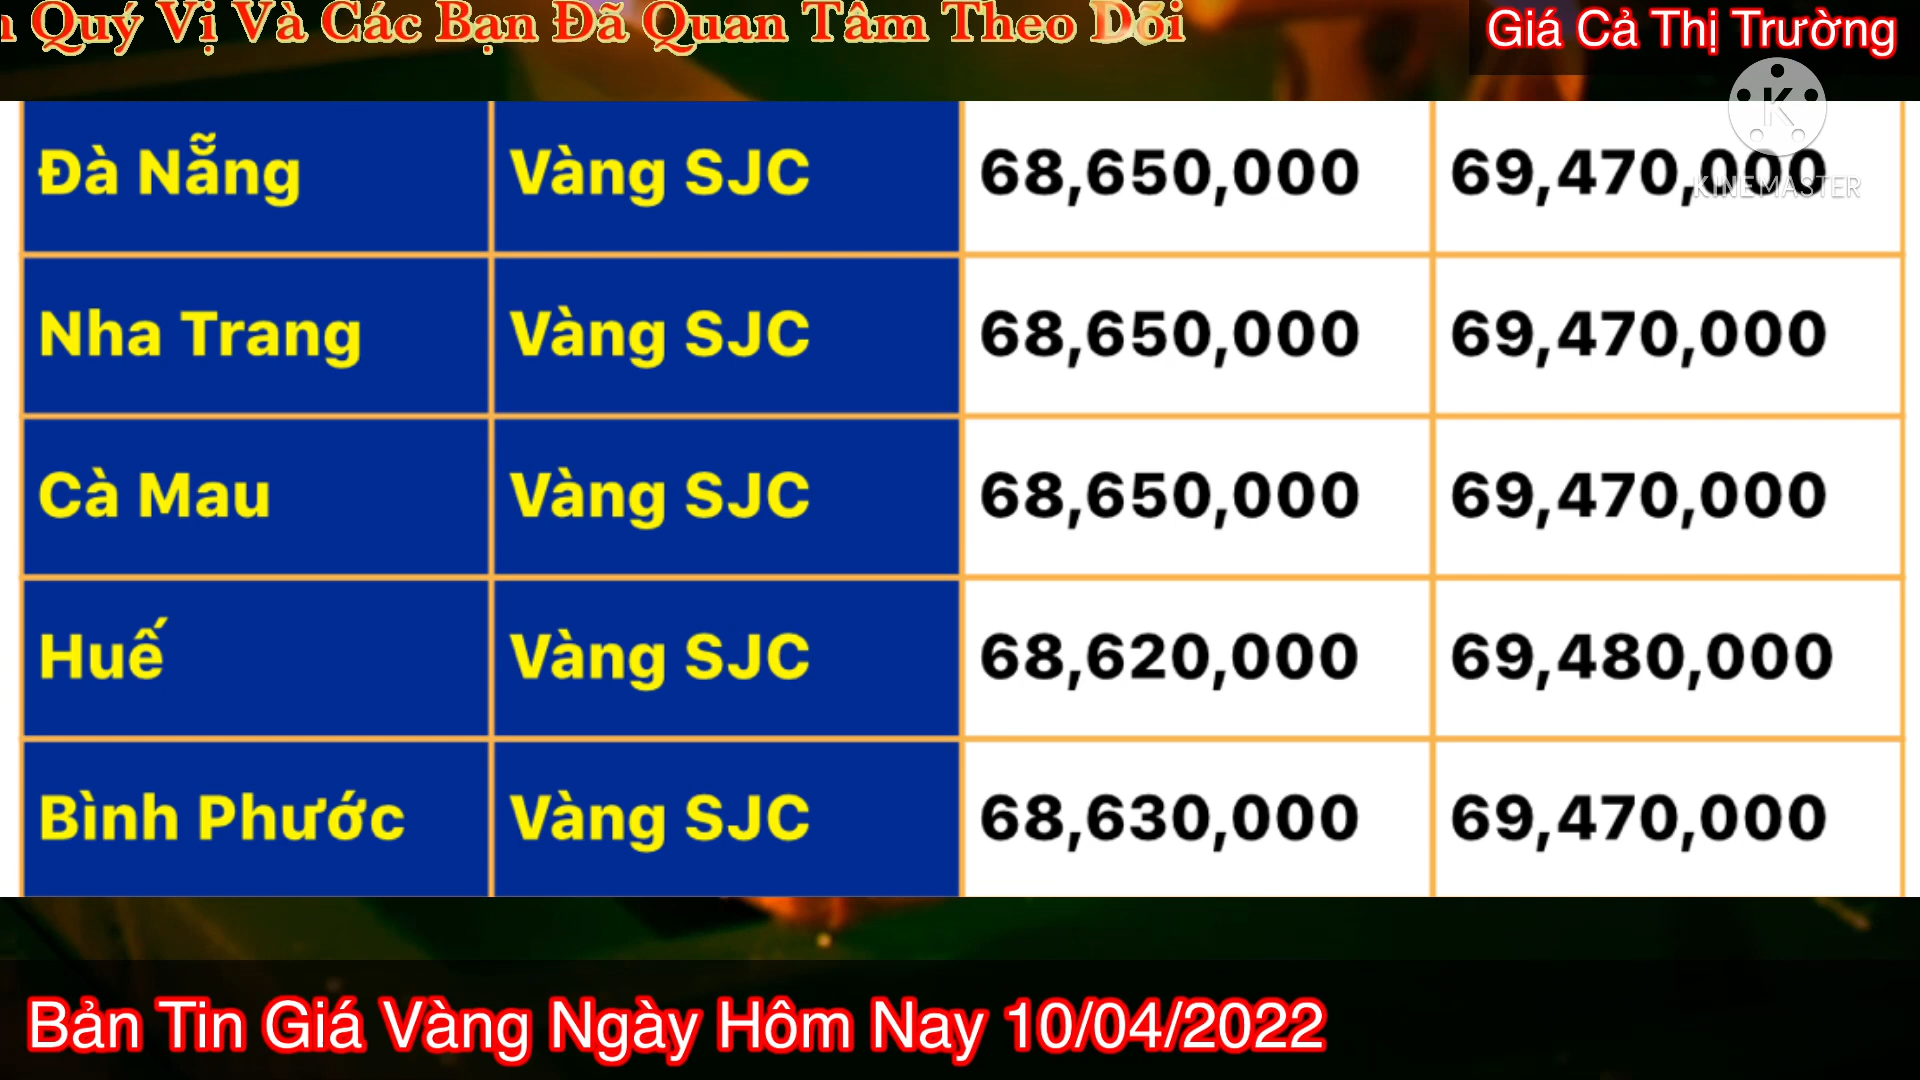 Quý Vị Và Các Bạn Đã Quan Tâm Theo Dõi
Giá Cả Thị Trường
K
KINEMASTER
Đà Nẵng Vàng SJC 68,650,000 69,470,000
Nha Trang Vàng SJC 68,650,000 69,470,000
Cà Mau Vàng SJC 68,650,000 69,470,000
Huế Vàng SJC 68,620,000 69,480,000
Bình Phước Vàng SJC 68,630,000 69,470,000
Bản Tin Giá Vàng Ngày Hôm Nay 10/04/2022